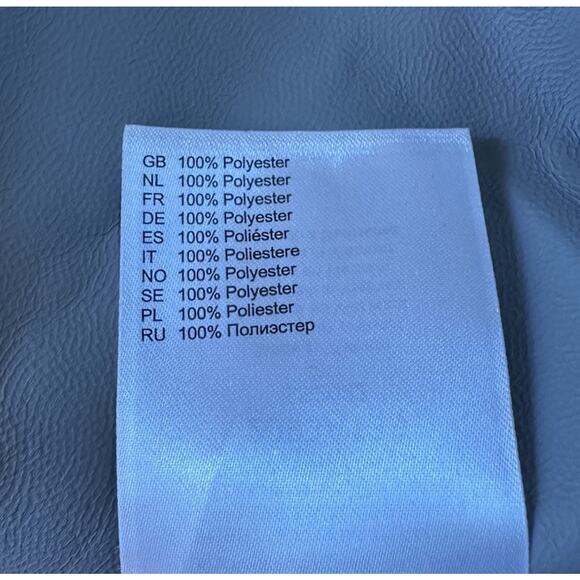 GB 100% Polyester
NL 100% Polyester
FR 100% Polyester
DE 100% Polyester
ES 100% Poliéster
IT 100% Poliestere
NO 100% Polyester
SE 100% Polyester
PL 100% Poliester
RU 100% Полиэстер